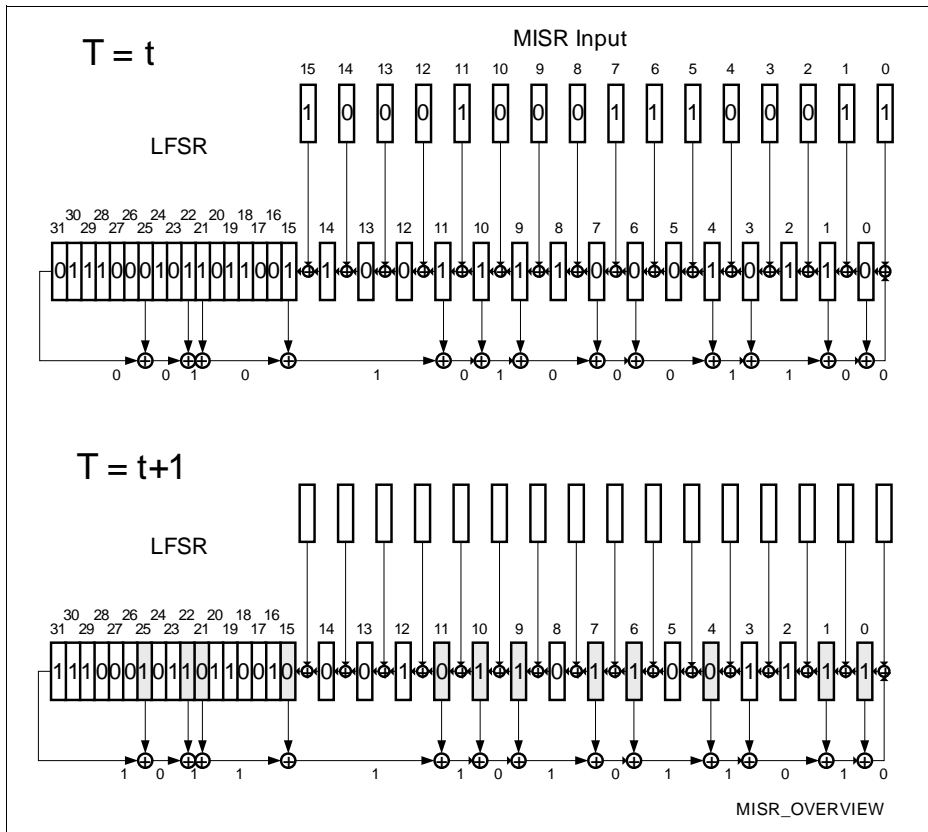 T = t
MISR Input
15 14 13 12 11 10 9 8 7 6 5 4 3 2 1 0
1 0 0 0 1 0 0 0 1 1 1 0 0 0 1 1
LFSR
30 28 26 24 22 20 18 16
31 29 27 25 23 21 19 17 15 14 13 12 11 10 9 8 7 6 5 4 3 2 1 0
0 1 1 1 0 0 0 1 0 1 1 0 1 1 0 0 1 1 0 0 1 1 1 1 0 0 0 1 0 1 1 0
0 0 1 0 1 0 1 0 0 0 1 1 0 0
T = t+1
LFSR
30 28 26 24 22 20 18 16
31 29 27 25 23 21 19 17 15 14 13 12 11 10 9 8 7 6 5 4 3 2 1 0
1 1 1 0 0 0 1 0 1 1 0 1 1 0 0 1 0 0 0 1 0 1 1 0 1 1 0 0 1 1 1 1
1 0 1 1 1 1 0 1 0 1 1 0 1 0
MISR_OVERVIEW